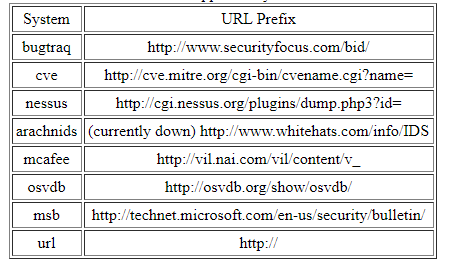 System URL Prefix
bugtraq http://www.securityfocus.com/bid/
cve http://cve.mitre.org/cgi-bin/cvename.cgi?name=
nessus http://cgi.nessus.org/plugins/dump.php3?id=
arachnids (currently down) http://www.whitehats.com/info/IDS
mcafee http://vil.nai.com/vil/content/v_
osvdb http://osvdb.org/show/osvdb/
msb http://technet.microsoft.com/en-us/security/bulletin/
url http://